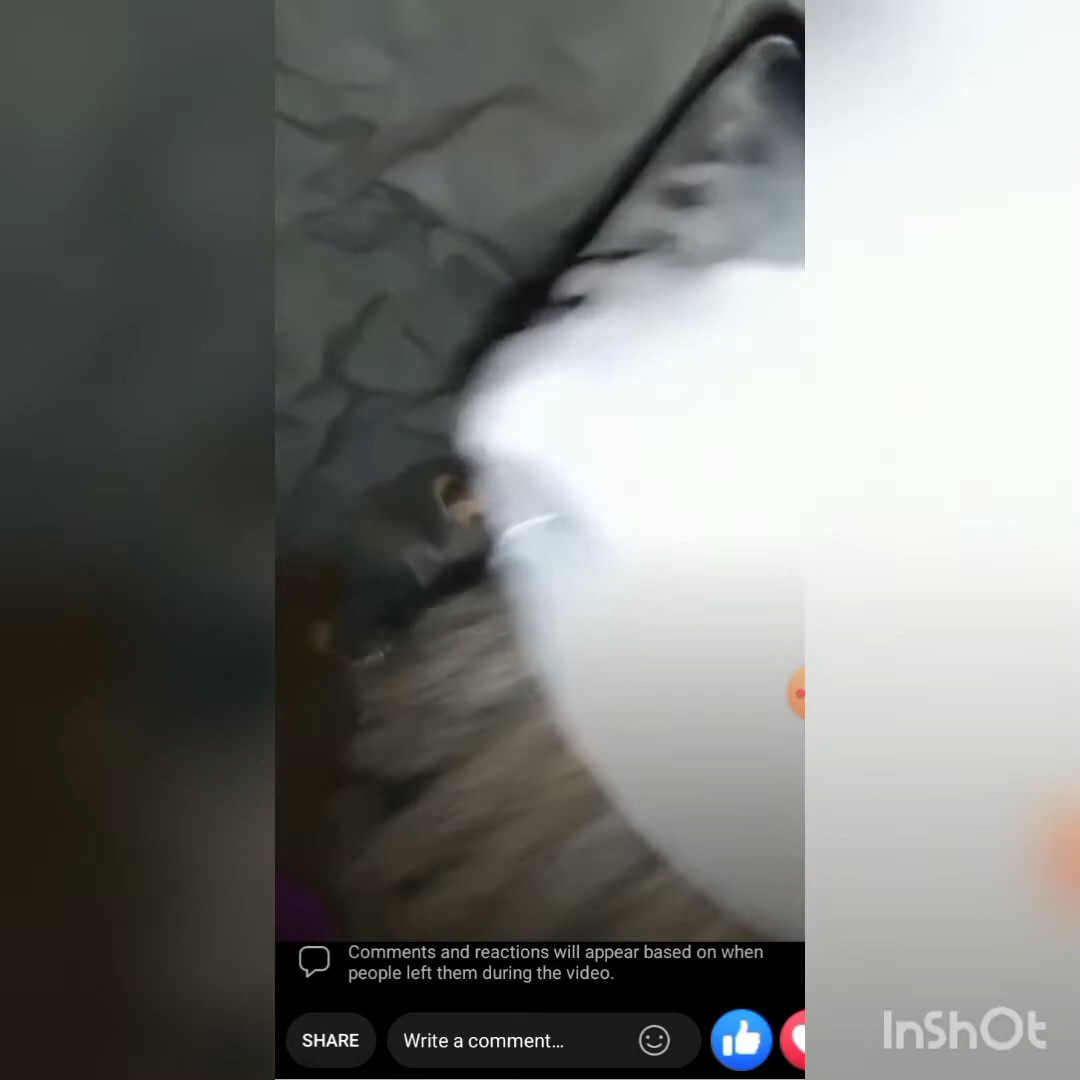 Comments and reactions will appear based on when
people left them during the video.
SHARE
Write a comment...
InShOt